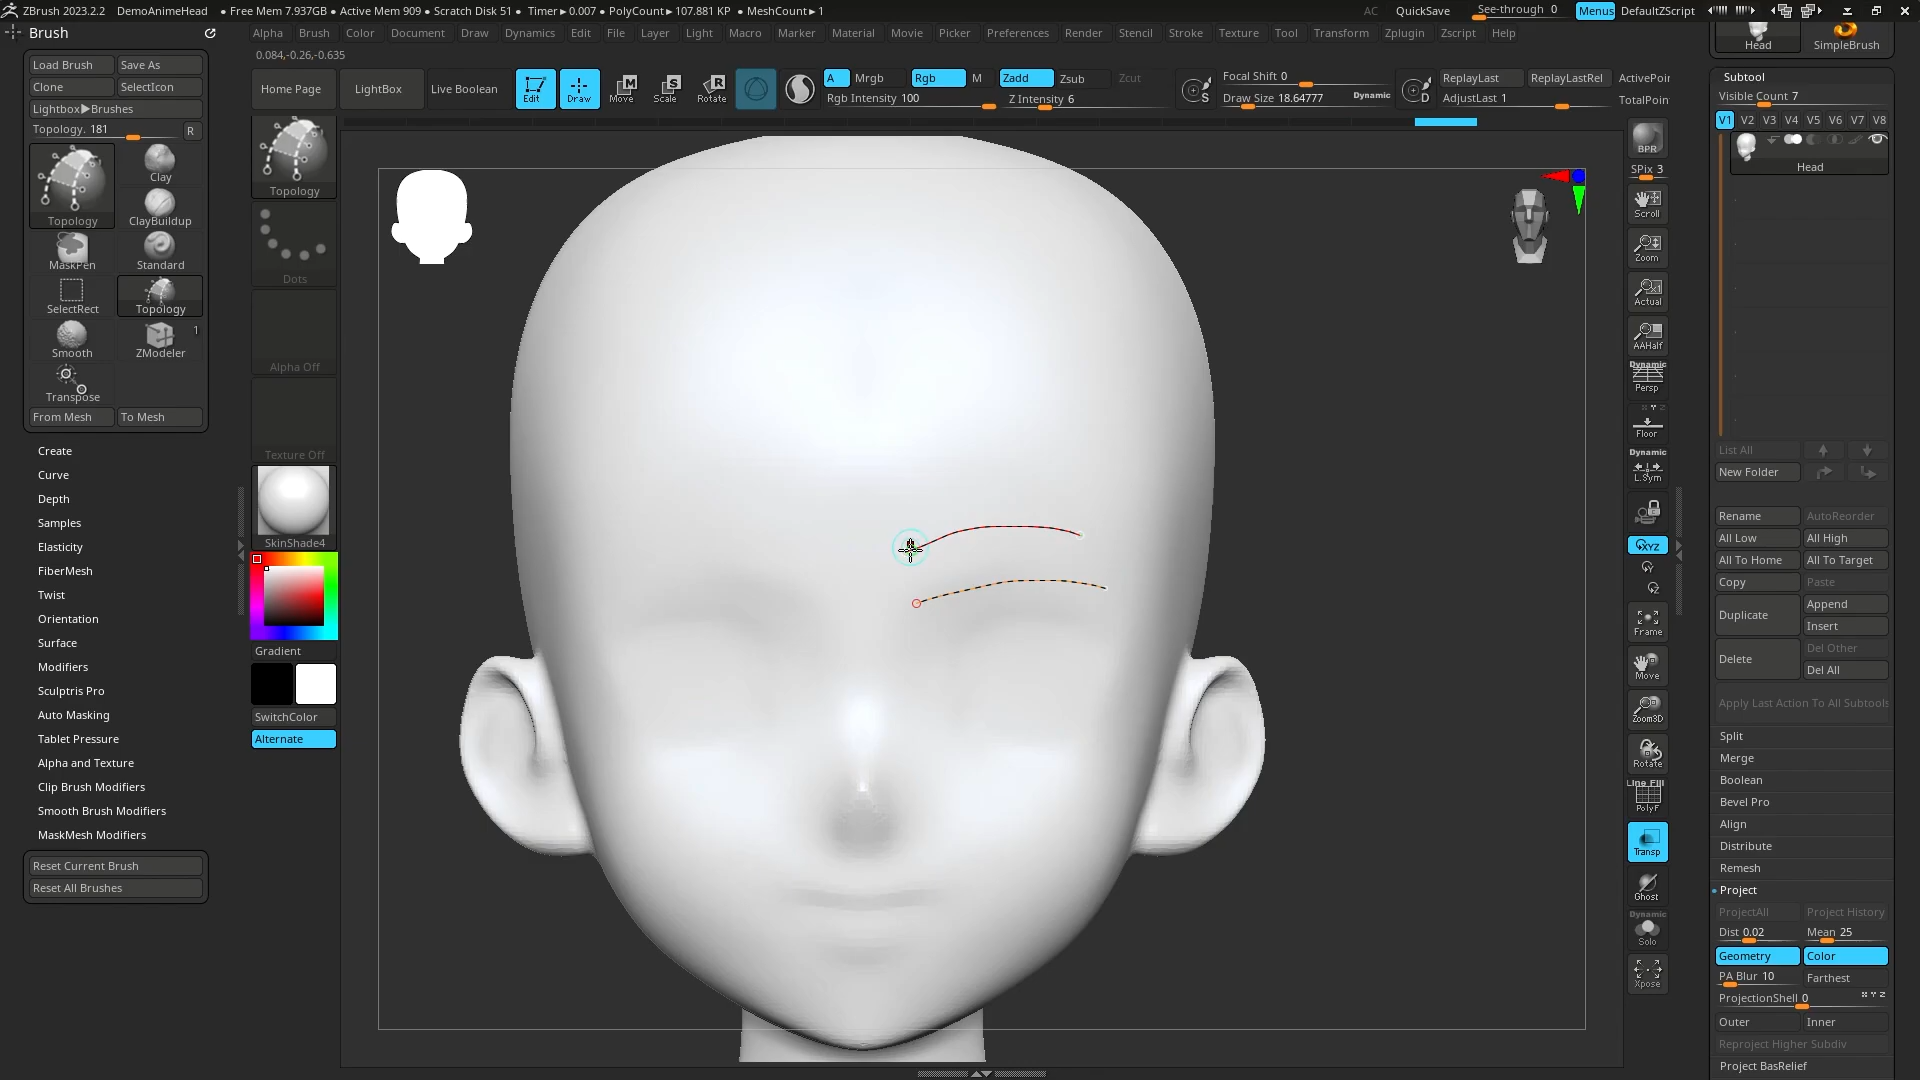 ZBrush 2023.2.2 DemoAnimeHead • Free Mem 7.937GB • Active Mem 909 • Scratch Disk 51 • Timer▶0.007 • PolyCount▶107.881 KP • MeshCount▶1 AC QuickSave See-through 0 Menus DefaultZScript
Brush
Alpha Brush Color Document Draw Dynamics Edit File Layer Light Macro Marker Material Movie Picker Preferences Render Stencil Stroke Texture Tool Transform Zplugin Zscript Help
0.084,-0.26,-0.635
Load Brush Save As
Clone SelectIcon
Lightbox▶Brushes
Topology. 181 R
Topology
Clay
ClayBuildup
MaskPen Standard
SelectRect Topology
Smooth ZModeler 1
Transpose
From Mesh To Mesh
Create
Curve
Depth
Samples
Elasticity
FiberMesh
Twist
Orientation
Surface
Modifiers
Sculptris Pro
Auto Masking
Tablet Pressure
Alpha and Texture
Clip Brush Modifiers
Smooth Brush Modifiers
MaskMesh Modifiers
Reset Current Brush
Reset All Brushes
Home Page LightBox Live Boolean Edit Draw Move Scale Rotate
A Mrgb Rgb M Zadd Zsub Zcut
Rgb Intensity 100 Z Intensity 6
Focal Shift 0
Draw Size 18.64777 Dynamic
ReplayLast ReplayLastRel
AdjustLast 1
Topology
Dots
Alpha Off
Texture Off
SkinShade4
Gradient
SwitchColor
Alternate
BPR
SPix 3
Scroll
Zoom
Actual
AAHalf
Dynamic
Persp
Floor
Dynamic
L.Sym
XYZ
Frame
Move
Zoom3D
Rotate
Line Fill
PolyF
Transp
Ghost
Dynamic
Solo
Xpose
Head SimpleBrush
Subtool
Visible Count 7
V1 V2 V3 V4 V5 V6 V7 V8
Head
List All
New Folder
Rename AutoReorder
All Low All High
All To Home All To Target
Copy Paste
Duplicate Append
Insert
Delete Del Other
Del All
Apply Last Action To All Subtools
Split
Merge
Boolean
Bevel Pro
Align
Distribute
Remesh
Project
ProjectAll Project History
Dist 0.02 Mean 25
Geometry Color
PA Blur 10 Farthest
ProjectionShell 0 X Y Z
Outer Inner
Reproject Higher Subdiv
Project BasRelief